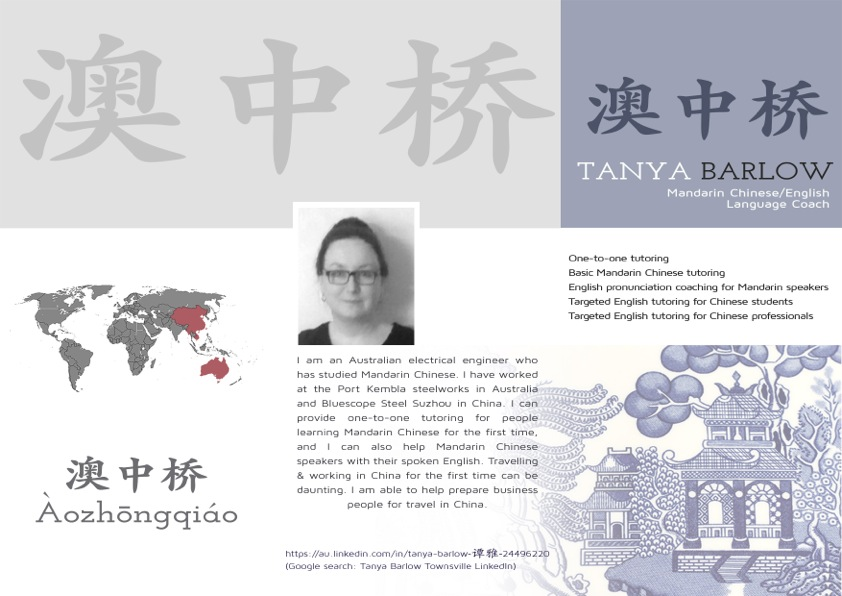 澳中桥
澳中桥
TANYA BARLOW
Mandarin Chinese/English
Language Coach
One-to-one tutoring
Basic Mandarin Chinese tutoring
English pronunciation coaching for Mandarin speakers
Targeted English tutoring for Chinese students
Targeted English tutoring for Chinese professionals
I am an Australian electrical engineer who
has studied Mandarin Chinese. I have worked
at the Port Kembla steelworks in Australia
and Bluescope Steel Suzhou in China. I can
provide one-to-one tutoring for people
learning Mandarin Chinese for the first time,
and I can also help Mandarin Chinese
speakers with their spoken English. Travelling
& working in China for the first time can be
daunting. I am able to help prepare business
people for travel in China.
澳中桥
Àozhōngqiáo
https://au.linkedin.com/in/tanya-barlow-谭雅-24496220
(Google search: Tanya Barlow Townsville LinkedIn)